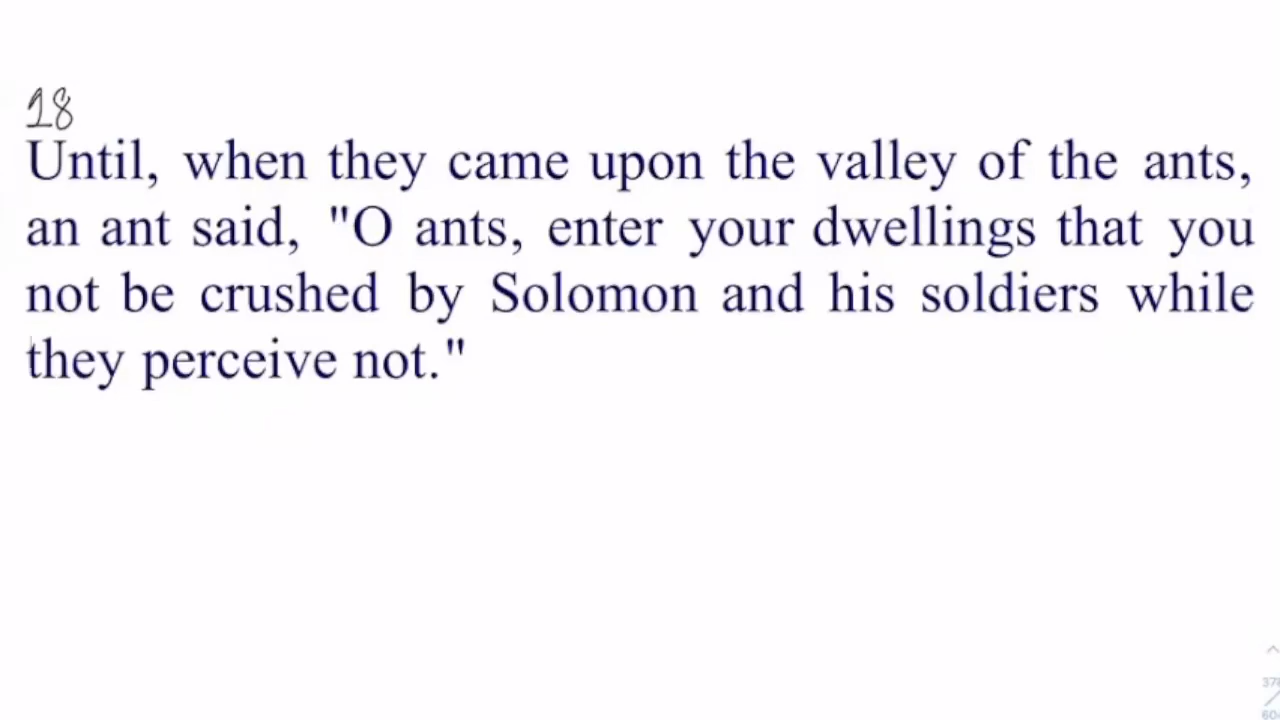 18
Until, when they came upon the valley of the ants,
an ant said, "O ants, enter your dwellings that you
not be crushed by Solomon and his soldiers while
they perceive not."